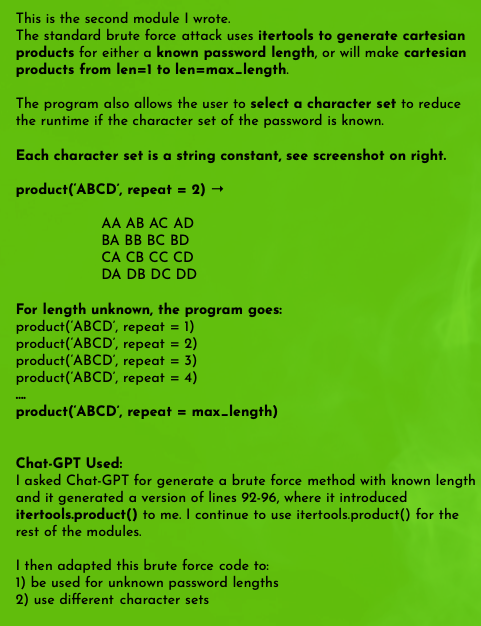 This is the second module I wrote.
The standard brute force attack uses itertools to generate cartesian
products for either a known password length, or will make cartesian
products from len=1 to len=max_length.
The program also allows the user to select a character set to reduce
the runtime if the character set of the password is known.
Each character set is a string constant, see screenshot on right.
product('ABCD', repeat = 2) →
AA AB AC AD
BA BB BC BD
CA CB CC CD
DA DB DC DD
For length unknown, the program goes:
product('ABCD', repeat = 1)
product('ABCD', repeat = 2)
product('ABCD', repeat = 3)
product('ABCD', repeat = 4)
....
product('ABCD', repeat = max_length)
Chat-GPT Used:
I asked Chat-GPT for generate a brute force method with known length
and it generated a version of lines 92-96, where it introduced
itertools.product() to me. I continue to use itertools.product() for the
rest of the modules.
I then adapted this brute force code to:
1) be used for unknown password lengths
2) use different character sets